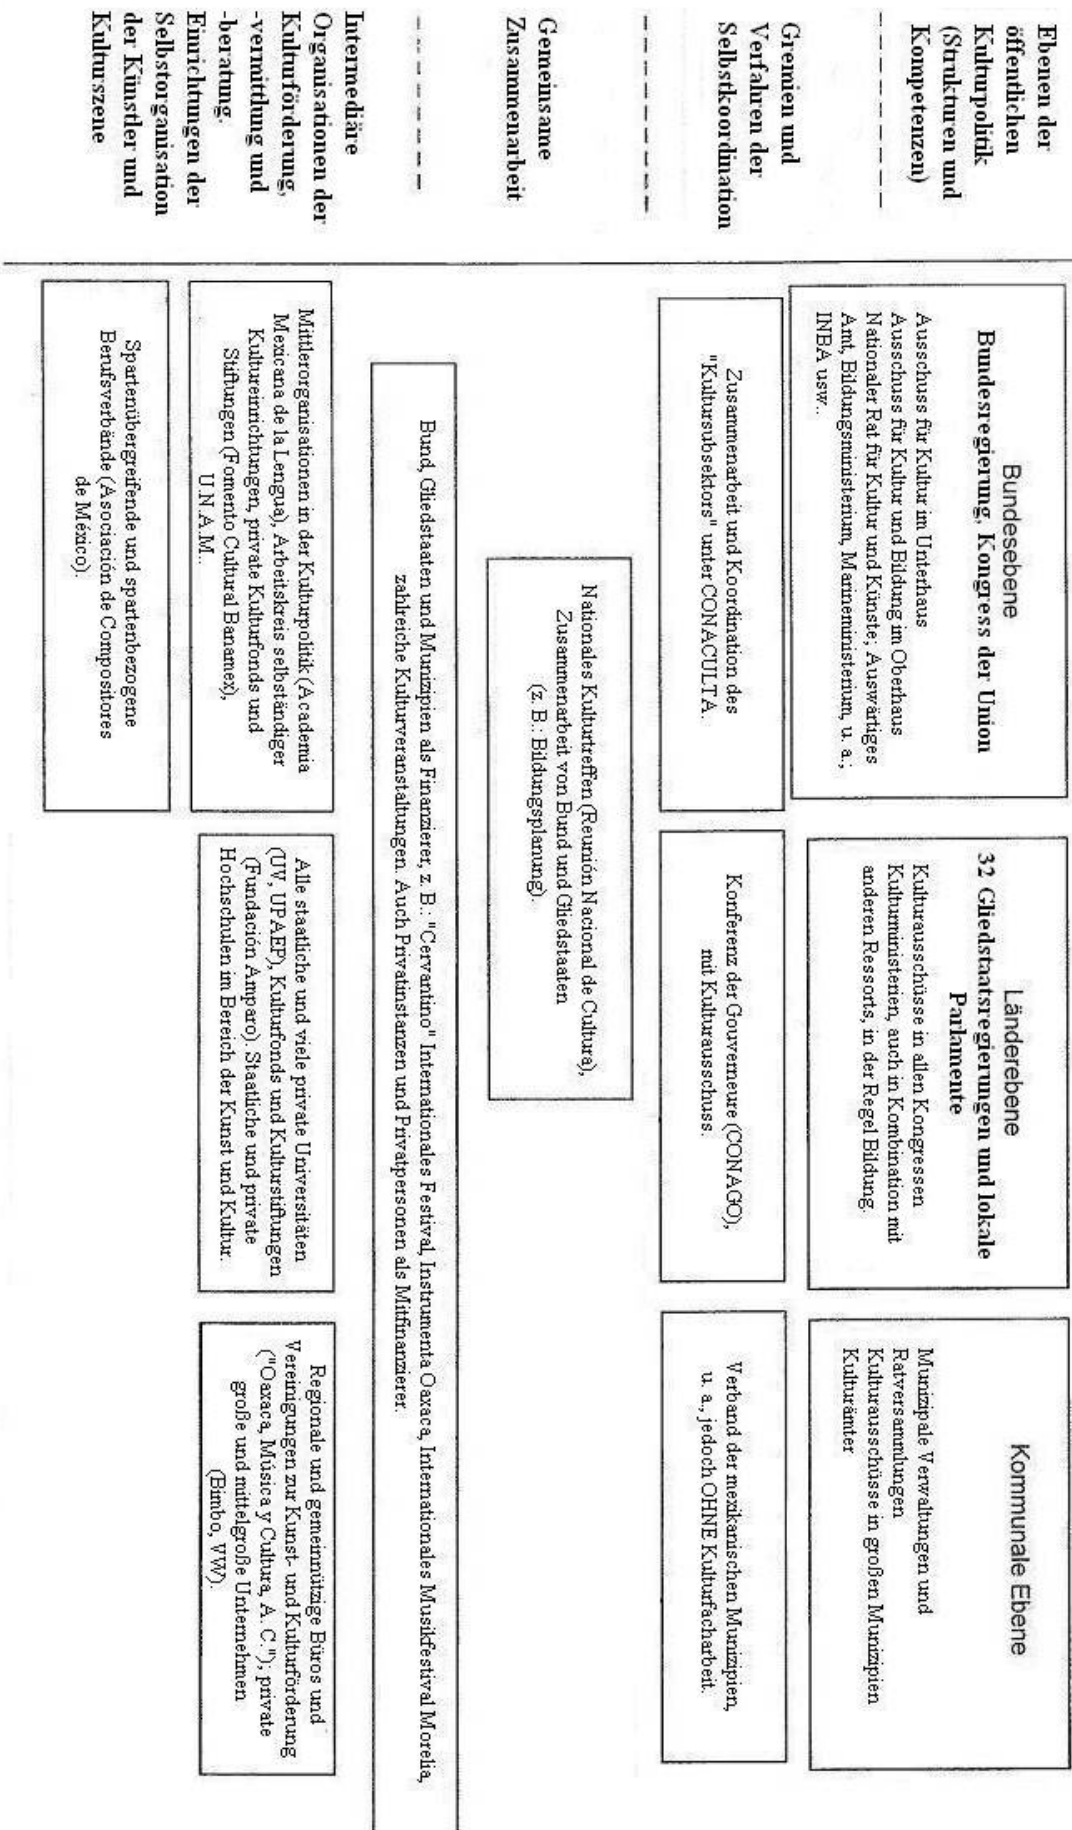 Ebenen der
öffentlichen
Kulturpolitik
(Strukturen und
Kompetenzen)
Bundesebene
Bundesregierung, Kongress der Union
Ausschuss für Kultur im Unterhaus
Ausschuss für Kultur und Bildung im Oberhaus
Nationaler Rat für Kultur und Künste; Auswärtiges
Amt, Bildungsministerium, Marineministerium, u. a.;
INBA usw..
Länderebene
32 Gliedstaatsregierungen und lokale
Parlamente
Kulturausschüsse in allen Kongressen
Kulturministerien, auch in Kombination mit
anderen Ressorts, in der Regel Bildung.
Kommunale Ebene
Munizipale Verwaltungen und
Ratversammlungen
Kulturausschüsse in großen Munizipien
Kulturämter
Gremien und
Verfahren der
Selbstkoordination
Zusammenarbeit und Koordination des
"Kultursubsektors" unter CONACULTA.
Konferenz der Gouverneure (CONAGO),
mit Kulturausschuss.
Verband der mexikanischen Munizipien,
u. a., jedoch OHNE Kulturfacharbeit.
Gemeinsame
Zusammenarbeit
Nationales Kulturtreffen (Reunión Nacional de Cultura),
Zusammenarbeit von Bund und Gliedstaaten
(z. B.: Bildungsplanung).
Bund, Gliedstaaten und Munizipien als Finanzierer, z. B.: "Cervantino" Internationales Festival, Instrumenta Oaxaca, Internationales Musikfestival Morelia,
zahlreiche Kulturveranstaltungen. Auch Privatinstanzen und Privatpersonen als Mitfinanzierer.
Intermediäre
Organisationen der
Kulturförderung,
-vermittlung und
-beratung.
Einrichtungen der
Selbstorganisation
der Künstler und
Kulturszene
Mittlerorganisationen in der Kulturpolitik (Academia
Mexicana de la Lengua), Arbeitskreis selbständiger
Kultureinrichtungen, private Kulturfonds und
Stiftungen (Fomento Cultural Banamex),
U.N.A.M..
Alle staatliche und viele private Universitäten
(UV, UPAEP), Kulturfonds und Kulturstiftungen
(Fundación Amparo). Staatliche und private
Hochschulen im Bereich der Kunst und Kultur.
Regionale und gemeinnützige Büros und
Vereinigungen zur Kunst- und Kulturförderung
("Oaxaca, Música y Cultura, A. C."); private
große und mittelgroße Unternehmen
(Bimbo, VW).
Spartenübergreifende und spartenbezogene
Berufsverbände (Asociación de Compositores
de México).